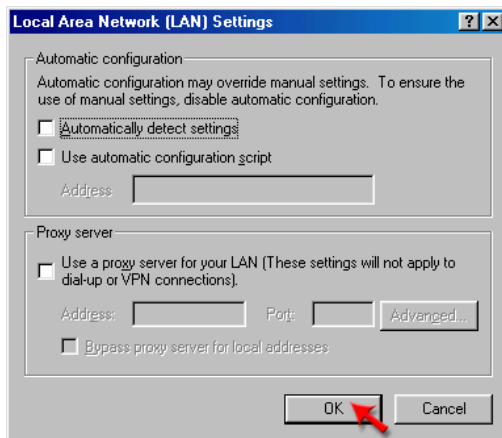 Local Area Network (LAN) Settings
Automatic configuration
Automatic configuration may override manual settings. To ensure the
use of manual settings, disable automatic configuration.
Automatically detect settings
Use automatic configuration script
Address
Proxy server
Use a proxy server for your LAN (These settings will not apply to
dial-up or VPN connections).
Address: Port: Advanced...
Bypass proxy server for local addresses
OK Cancel